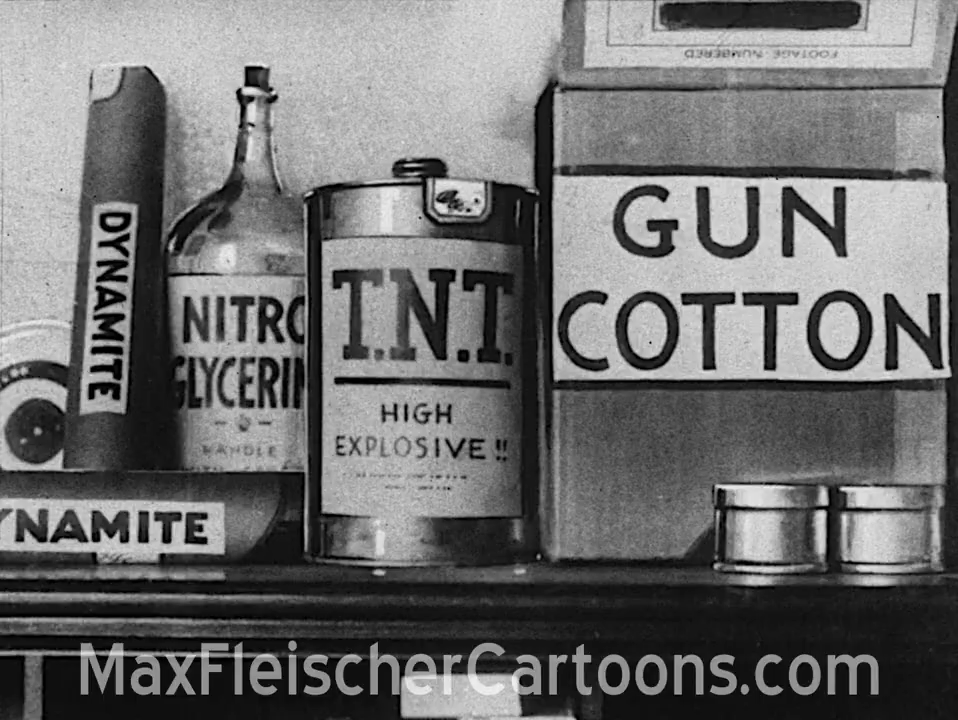 FOOTAGE NUMBERED
DYNAMITE
NITRO
GLYCERIN
HANDLE
T.N.T.
HIGH
EXPLOSIVE !!
GUN
COTTON
YNAMITE
MaxFleischerCartoons.com